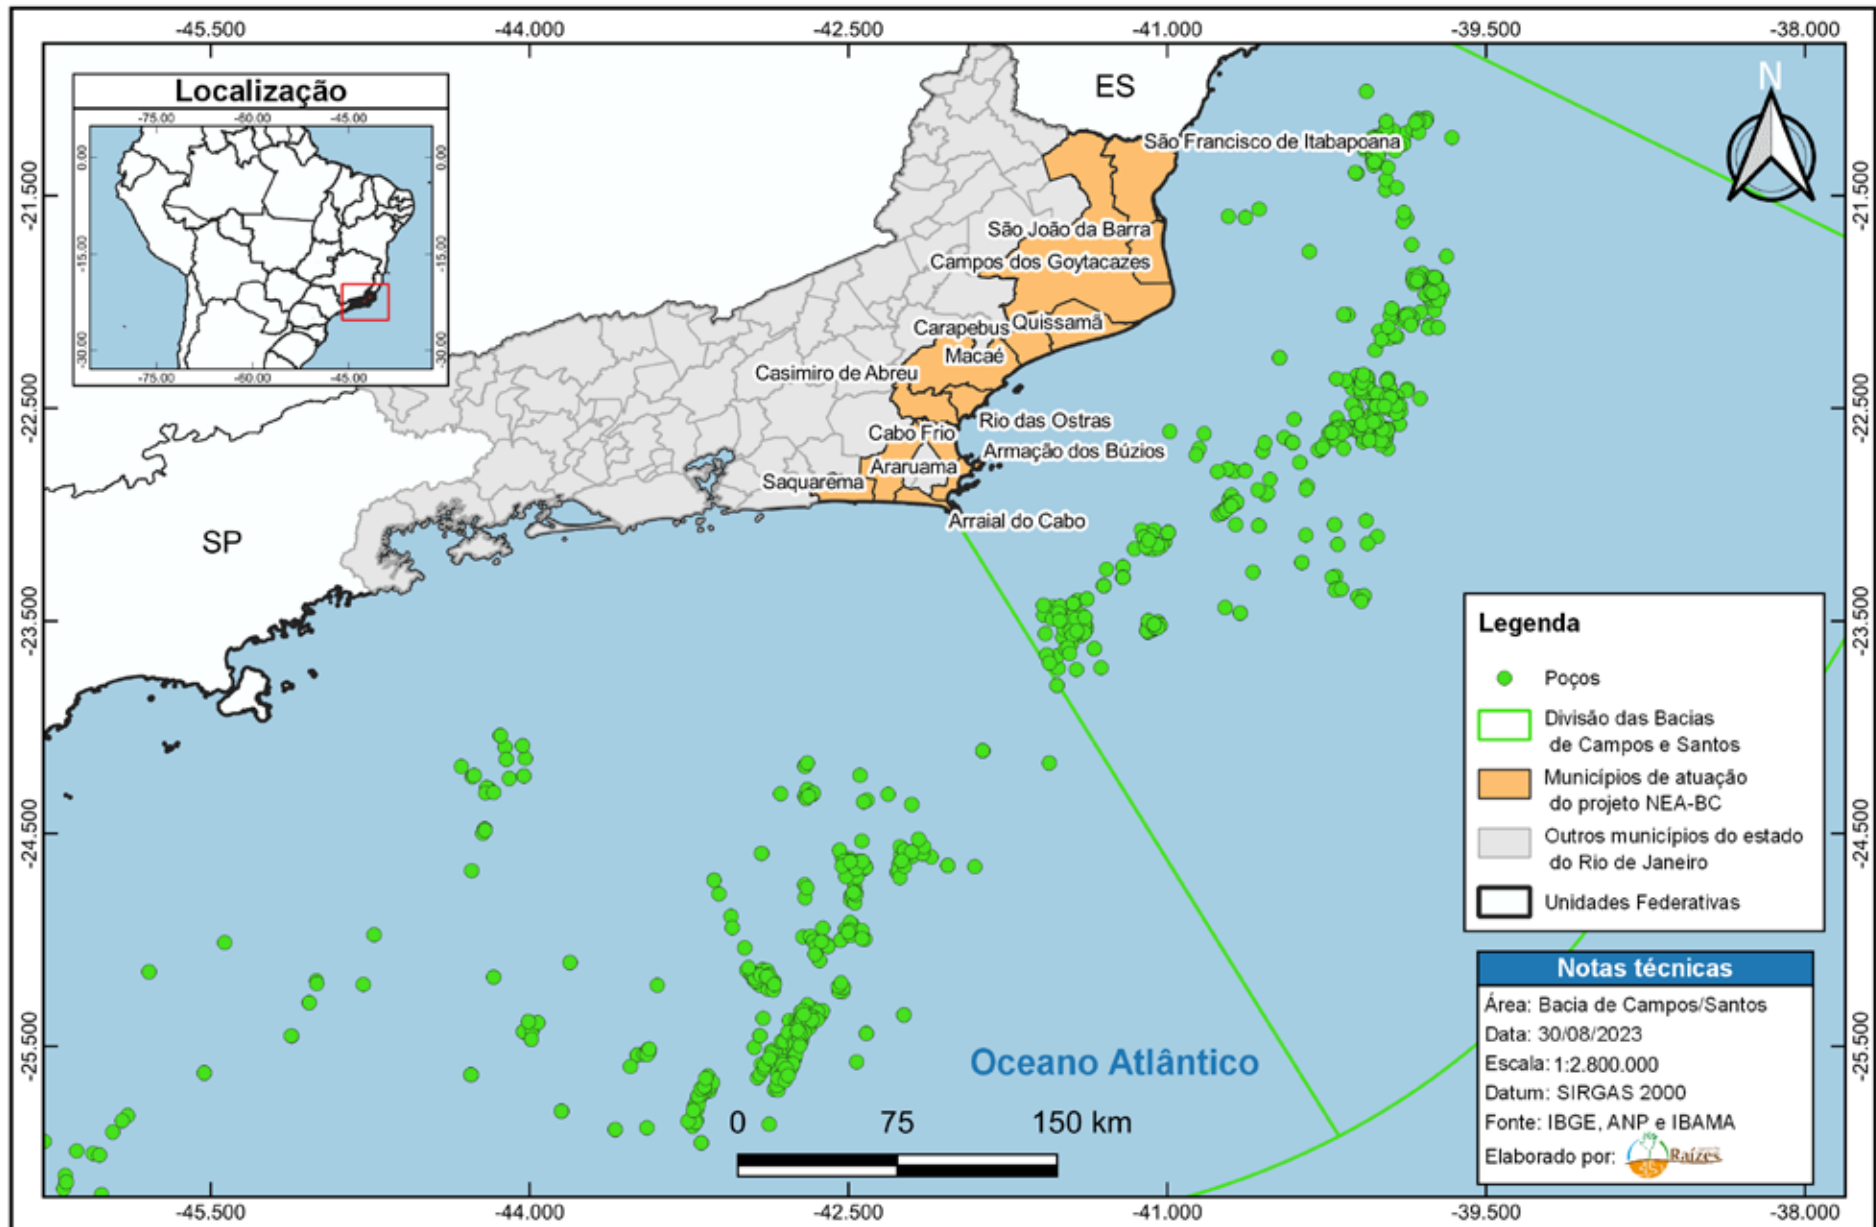 -45.500 -44.000 -42.500 -41.000 -39.500 -38.000
Localização
-75.00 -60.00 -45.00
0.00 0.00
-15.00 -15.00
-30.00 -30.00
-75.00 -60.00 -45.00
ES
N
São Francisco de Itabapoana
-21.500 -21.500
São João da Barra
Campos dos Goytacazes
Carapebus
Quissamã
Macaé
Casimiro de Abreu
-22.500 -22.500
Rio das Ostras
Cabo Frio
Armação dos Búzios
Araruama
Saquarema
Arraial do Cabo
SP
-23.500 -23.500
Legenda
Poços
Divisão das Bacias
de Campos e Santos
Municípios de atuação
do projeto NEA-BC
Outros municípios do estado
do Rio de Janeiro
Unidades Federativas
-24.500 -24.500
Notas técnicas
Área: Bacia de Campos/Santos
Data: 30/08/2023
Escala: 1:2.800.000
Datum: SIRGAS 2000
Fonte: IBGE, ANP e IBAMA
Elaborado por:
Raízes
-25.500 -25.500
Oceano Atlântico
0 75 150 km
-45.500 -44.000 -42.500 -41.000 -39.500 -38.000